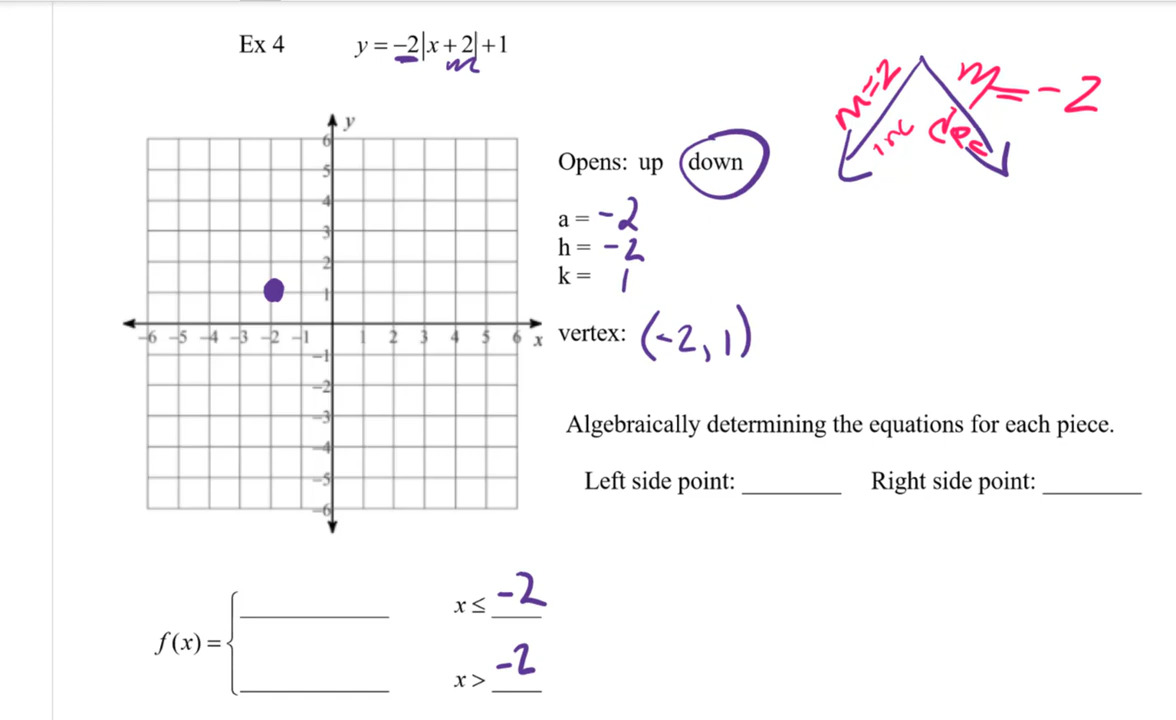 Ex 4 y = -2|x + 2| + 1
m
m=2 m=-2
inc dec
y
6
5
4
3
2
1
-6 -5 -4 -3 -2 -1 1 2 3 4 5 6 x
-1
-2
-3
-4
-5
-6
Opens: up down
a = -2
h = -2
k = 1
vertex: (-2, 1)
Algebraically determining the equations for each piece.
Left side point: ________ Right side point: ________
x ≤ -2
f(x) = {
x > -2